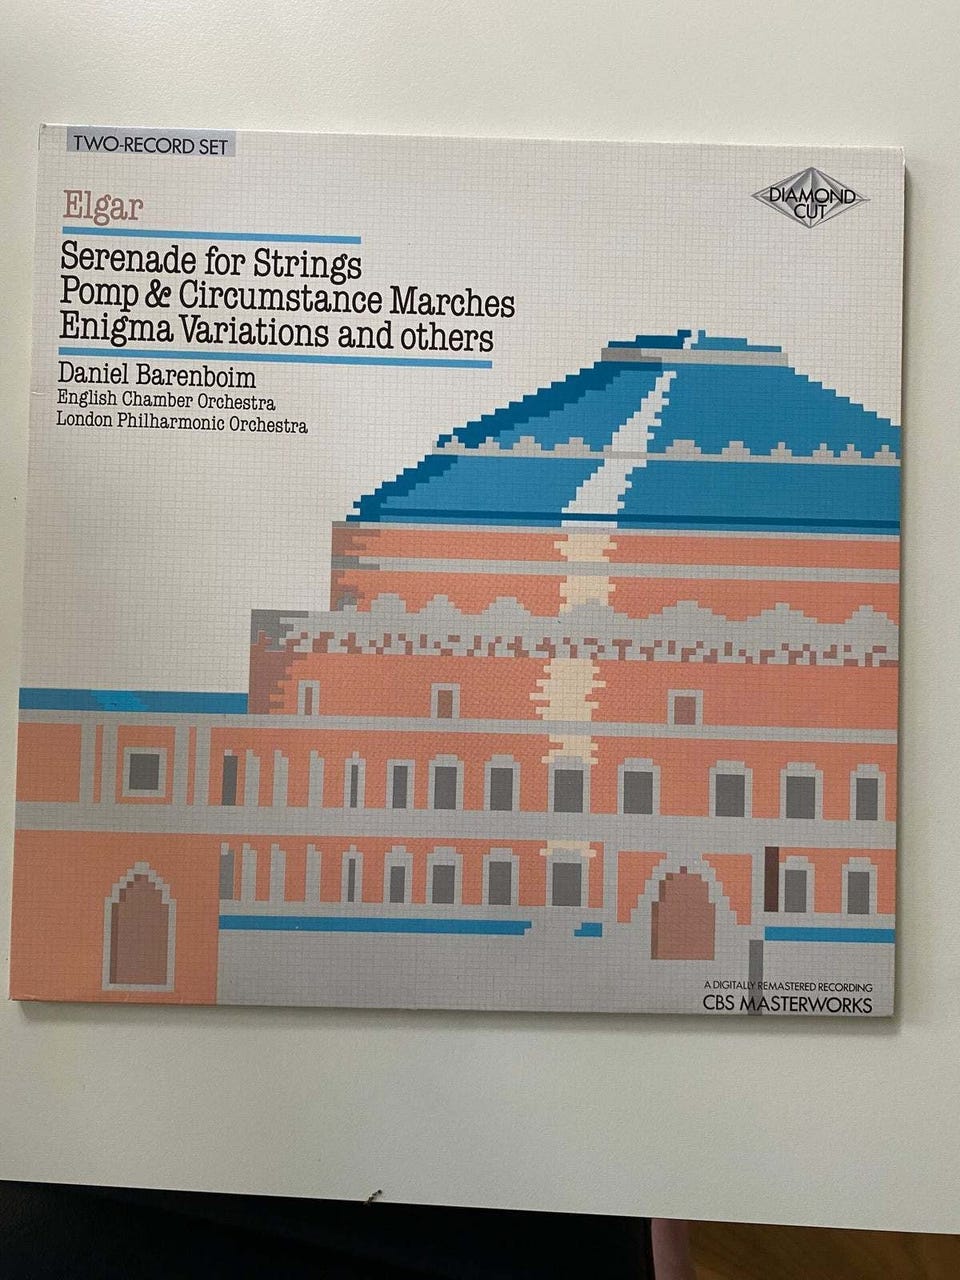 TWO-RECORD SET
DIAMOND
CUT
Elgar
Serenade for Strings
Pomp & Circumstance Marches
Enigma Variations and others
Daniel Barenboim
English Chamber Orchestra
London Philharmonic Orchestra
A DIGITALLY REMASTERED RECORDING
CBS MASTERWORKS